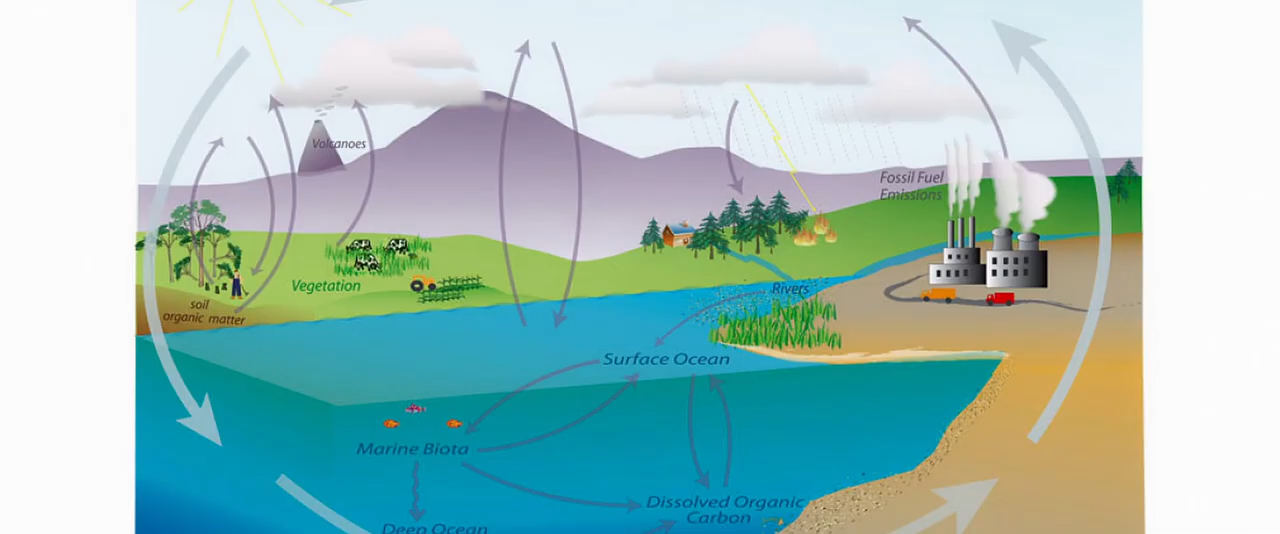 Volcanoes
Fossil Fuel
Emissions
Vegetation
Rivers
soil
organic matter
Surface Ocean
Marine Biota
Dissolved Organic
Carbon
Deep Ocean